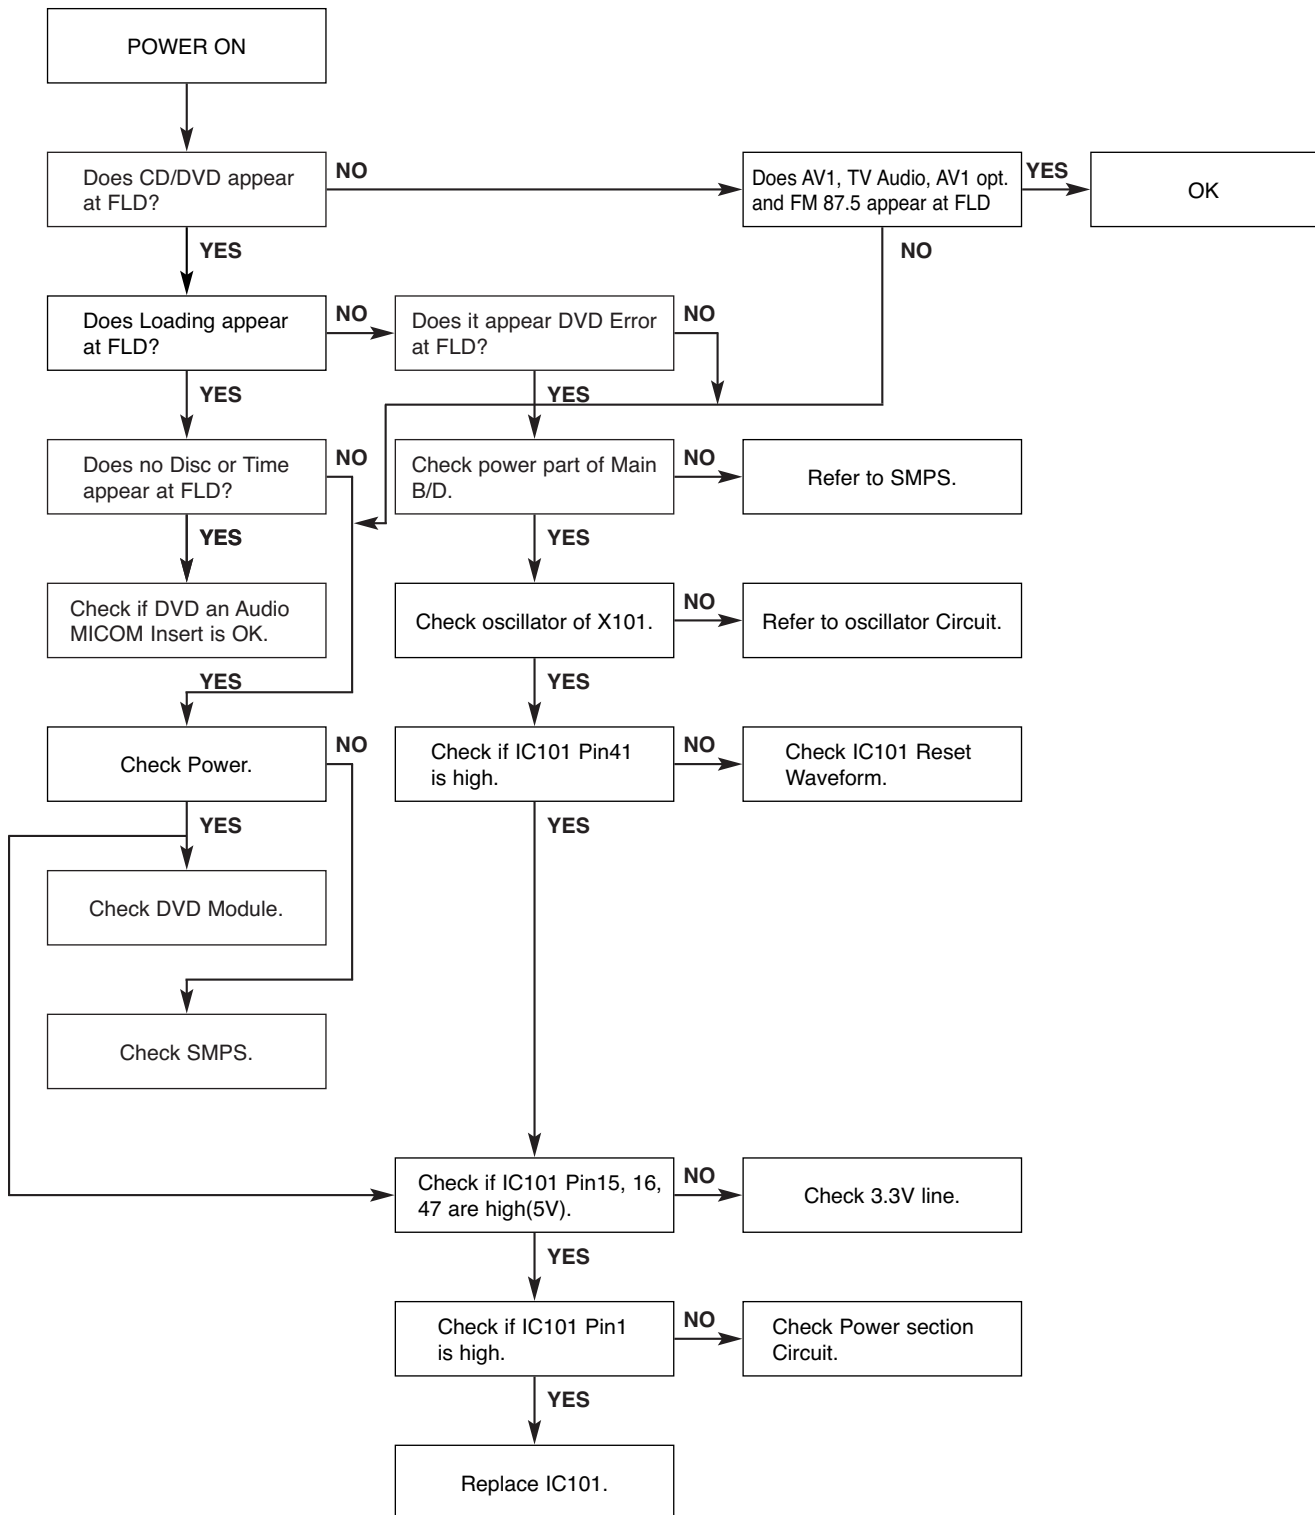 POWER ON
Does CD/DVD appear
at FLD?
NO
Does AV1, TV Audio, AV1 opt.
and FM 87.5 appear at FLD
YES
OK
YES
NO
Does Loading appear
at FLD?
NO
Does it appear DVD Error
at FLD?
NO
YES
YES
Does no Disc or Time
appear at FLD?
NO
Check power part of Main
B/D.
NO
Refer to SMPS.
YES
YES
Check if DVD an Audio
MICOM Insert is OK.
Check oscillator of X101.
NO
Refer to oscillator Circuit.
YES
YES
Check Power.
NO
Check if IC101 Pin41
is high.
NO
Check IC101 Reset
Waveform.
YES
YES
Check DVD Module.
Check SMPS.
Check if IC101 Pin15, 16,
47 are high(5V).
NO
Check 3.3V line.
YES
Check if IC101 Pin1
is high.
NO
Check Power section
Circuit.
YES
Replace IC101.